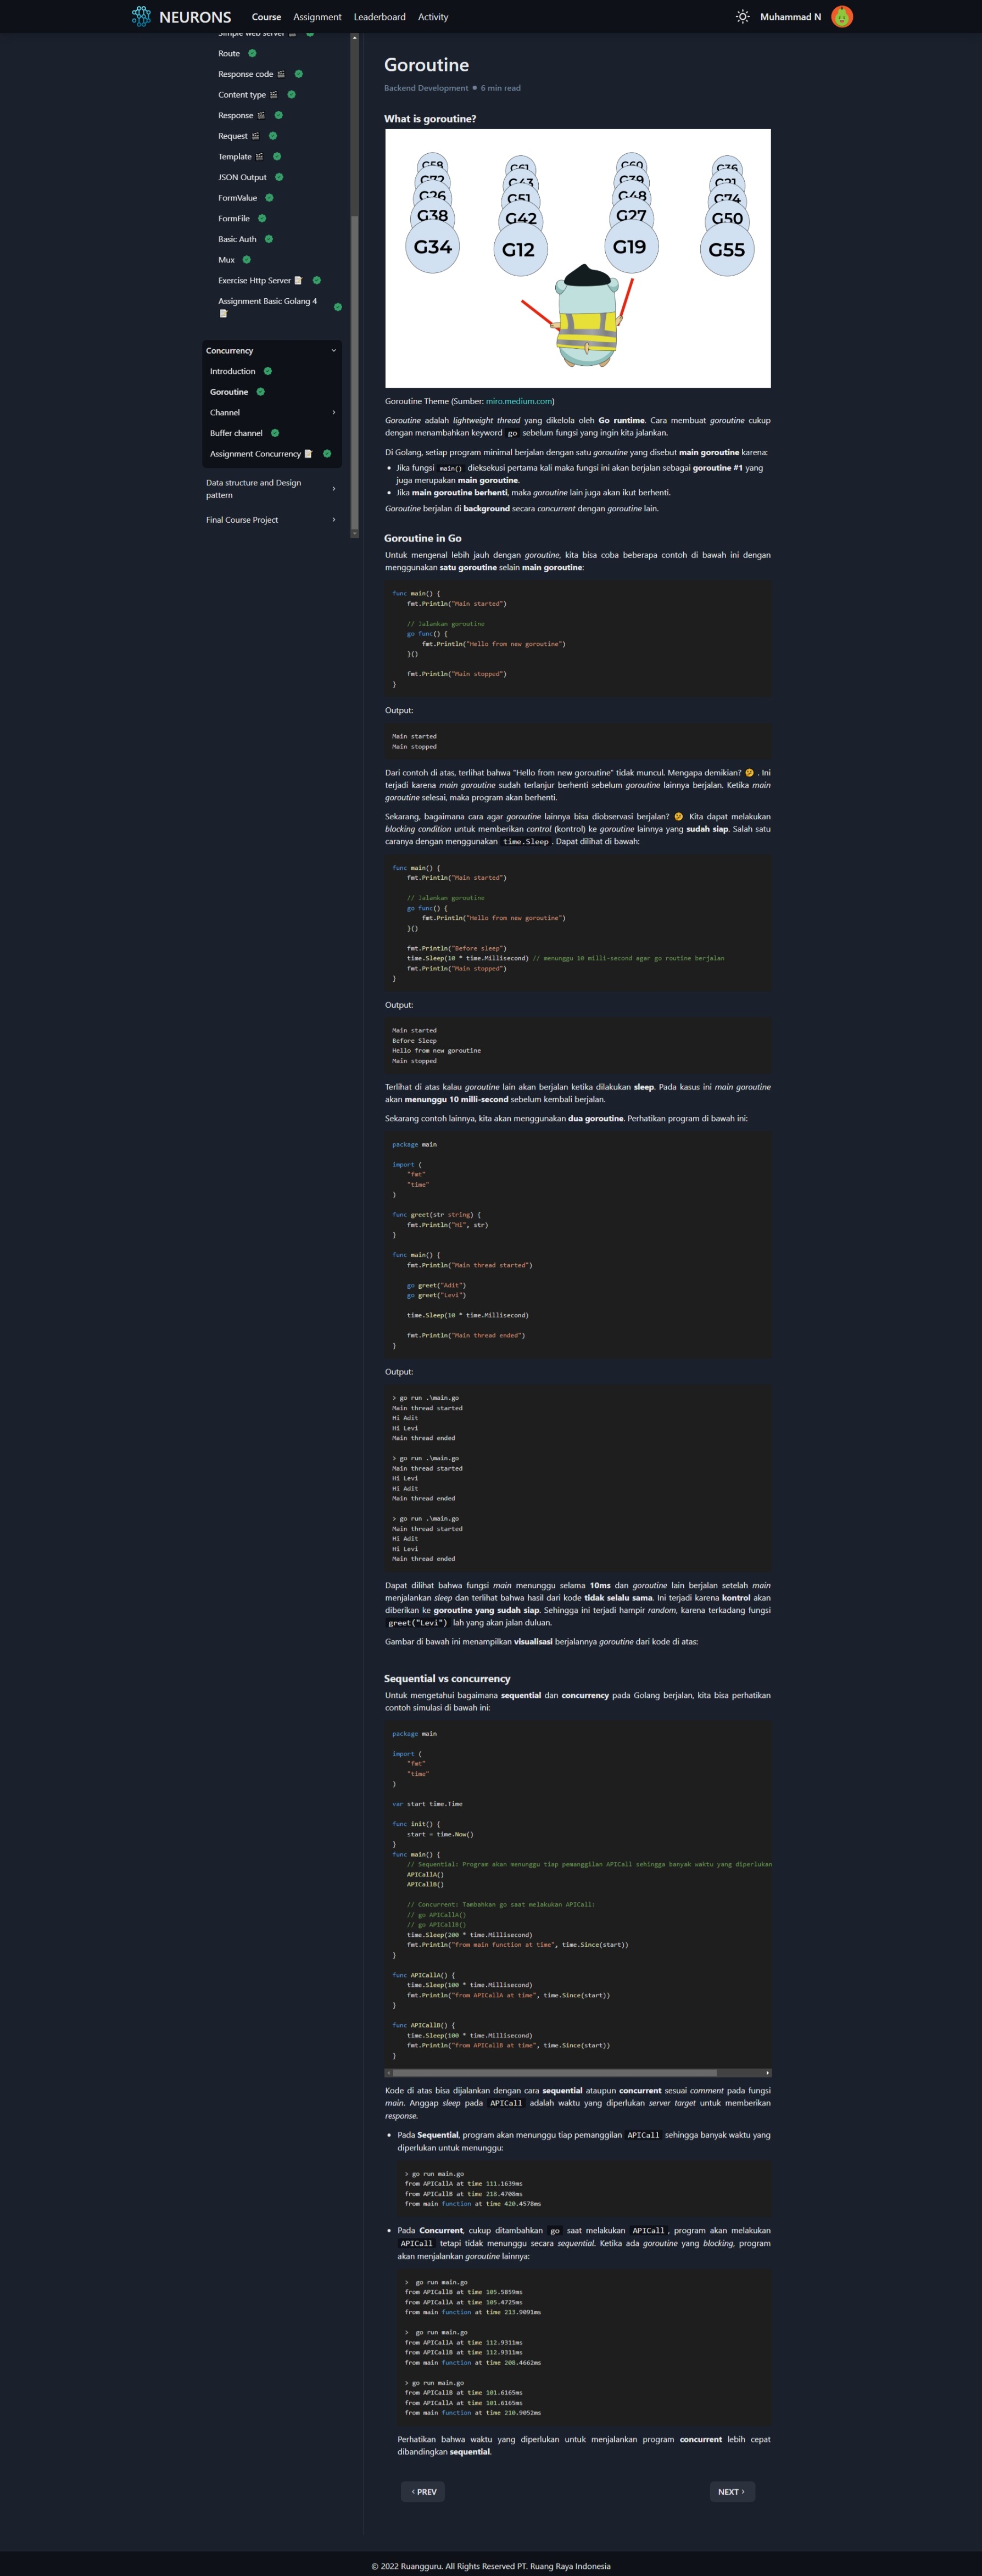 NEURONS
Course Assignment Leaderboard Activity
Muhammad N
Simple web server
Route
Response code
Content type
Response
Request
Template
JSON Output
FormValue
FormFile
Basic Auth
Mux
Exercise Http Server
Assignment Basic Golang 4
Concurrency
Introduction
Goroutine
Channel
Buffer channel
Assignment Concurrency
Data structure and Design
pattern
Final Course Project
Goroutine
Backend Development • 6 min read
What is goroutine?
G58 G61 G60 G36
G72 G43 G39 G21
G26 G51 G48 G74
G38 G42 G27 G50
G34 G12 G19 G55
Goroutine Theme (Sumber: miro.medium.com)
Goroutine adalah lightweight thread yang dikelola oleh Go runtime. Cara membuat goroutine cukup
dengan menambahkan keyword go sebelum fungsi yang ingin kita jalankan.
Di Golang, setiap program minimal berjalan dengan satu goroutine yang disebut main goroutine karena:
• Jika fungsi main() dieksekusi pertama kali maka fungsi ini akan berjalan sebagai goroutine #1 yang
juga merupakan main goroutine.
• Jika main goroutine berhenti, maka goroutine lain juga akan ikut berhenti.
Goroutine berjalan di background secara concurrent dengan goroutine lain.
Goroutine in Go
Untuk mengenal lebih jauh dengan goroutine, kita bisa coba beberapa contoh di bawah ini dengan
menggunakan satu goroutine selain main goroutine:
func main() {
fmt.Println("Main started")
// Jalankan goroutine
go func() {
fmt.Println("Hello from new goroutine")
}()
fmt.Println("Main stopped")
}
Output:
Main started
Main stopped
Dari contoh di atas, terlihat bahwa "Hello from new goroutine" tidak muncul. Mengapa demikian? 🤔 . Ini
terjadi karena main goroutine sudah terlanjur berhenti sebelum goroutine lainnya berjalan. Ketika main
goroutine selesai, maka program akan berhenti.
Sekarang, bagaimana cara agar goroutine lainnya bisa diobservasi berjalan? 🤔 Kita dapat melakukan
blocking condition untuk memberikan control (kontrol) ke goroutine lainnya yang sudah siap. Salah satu
caranya dengan menggunakan time.Sleep . Dapat dilihat di bawah:
func main() {
fmt.Println("Main started")
// Jalankan goroutine
go func() {
fmt.Println("Hello from new goroutine")
}()
fmt.Println("Before sleep")
time.Sleep(10 * time.Millisecond) // menunggu 10 milli-second agar go routine berjalan
fmt.Println("Main stopped")
}
Output:
Main started
Before Sleep
Hello from new goroutine
Main stopped
Terlihat di atas kalau goroutine lain akan berjalan ketika dilakukan sleep. Pada kasus ini main goroutine
akan menunggu 10 milli-second sebelum kembali berjalan.
Sekarang contoh lainnya, kita akan menggunakan dua goroutine. Perhatikan program di bawah ini:
package main
import (
"fmt"
"time"
)
func greet(str string) {
fmt.Println("Hi", str)
}
func main() {
fmt.Println("Main thread started")
go greet("Adit")
go greet("Levi")
time.Sleep(10 * time.Millisecond)
fmt.Println("Main thread ended")
}
Output:
> go run .\main.go
Main thread started
Hi Adit
Hi Levi
Main thread ended
> go run .\main.go
Main thread started
Hi Levi
Hi Adit
Main thread ended
> go run .\main.go
Main thread started
Hi Adit
Hi Levi
Main thread ended
Dapat dilihat bahwa fungsi main menunggu selama 10ms dan goroutine lain berjalan setelah main
menjalankan sleep dan terlihat bahwa hasil dari kode tidak selalu sama. Ini terjadi karena kontrol akan
diberikan ke goroutine yang sudah siap. Sehingga ini terjadi hampir random, karena terkadang fungsi
greet("Levi") lah yang akan jalan duluan.
Gambar di bawah ini menampilkan visualisasi berjalannya goroutine dari kode di atas:
Sequential vs concurrency
Untuk mengetahui bagaimana sequential dan concurrency pada Golang berjalan, kita bisa perhatikan
contoh simulasi di bawah ini:
package main
import (
"fmt"
"time"
)
var start time.Time
func init() {
start = time.Now()
}
func main() {
// Sequential: Program akan menunggu tiap pemanggilan APICall sehingga banyak waktu yang diperlukan
APICallA()
APICallB()
// Concurrent: Tambahkan go saat melakukan APICall:
// go APICallA()
// go APICallB()
time.Sleep(200 * time.Millisecond)
fmt.Println("from main function at time", time.Since(start))
}
func APICallA() {
time.Sleep(100 * time.Millisecond)
fmt.Println("from APICallA at time", time.Since(start))
}
func APICallB() {
time.Sleep(100 * time.Millisecond)
fmt.Println("from APICallB at time", time.Since(start))
}
Kode di atas bisa dijalankan dengan cara sequential ataupun concurrent sesuai comment pada fungsi
main. Anggap sleep pada APICall adalah waktu yang diperlukan server target untuk memberikan
response.
• Pada Sequential, program akan menunggu tiap pemanggilan APICall sehingga banyak waktu yang
diperlukan untuk menunggu:
> go run main.go
from APICallA at time 111.1639ms
from APICallB at time 218.4708ms
from main function at time 420.4578ms
• Pada Concurrent, cukup ditambahkan go saat melakukan APICall , program akan melakukan
APICall tetapi tidak menunggu secara sequential. Ketika ada goroutine yang blocking, program
akan menjalankan goroutine lainnya:
> go run main.go
from APICallB at time 105.5859ms
from APICallA at time 105.4725ms
from main function at time 213.9091ms
> go run main.go
from APICallA at time 112.9311ms
from APICallB at time 112.9311ms
from main function at time 208.4662ms
> go run main.go
from APICallB at time 101.6165ms
from APICallA at time 101.6165ms
from main function at time 210.9052ms
Perhatikan bahwa waktu yang diperlukan untuk menjalankan program concurrent lebih cepat
dibandingkan sequential.
‹ PREV
NEXT ›
© 2022 Ruangguru. All Rights Reserved PT. Ruang Raya Indonesia